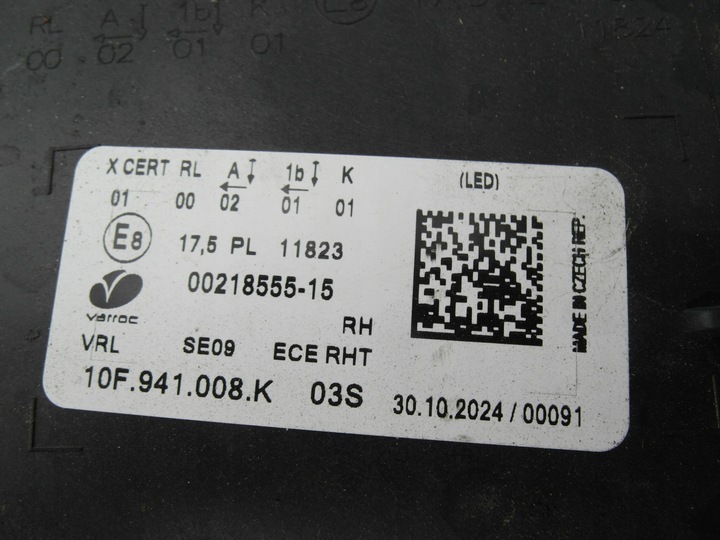 RL A 1b K
00 02 01 01
X CERT RL A↕ 1b↕ K
← ←
01 00 02 01 01
(LED)
E8 17,5 PL 11823
00218555-15
varroc
RH
VRL SE09 ECE RHT
10F.941.008.K 03S 30.10.2024 / 00091
MADE IN CZECH REP.